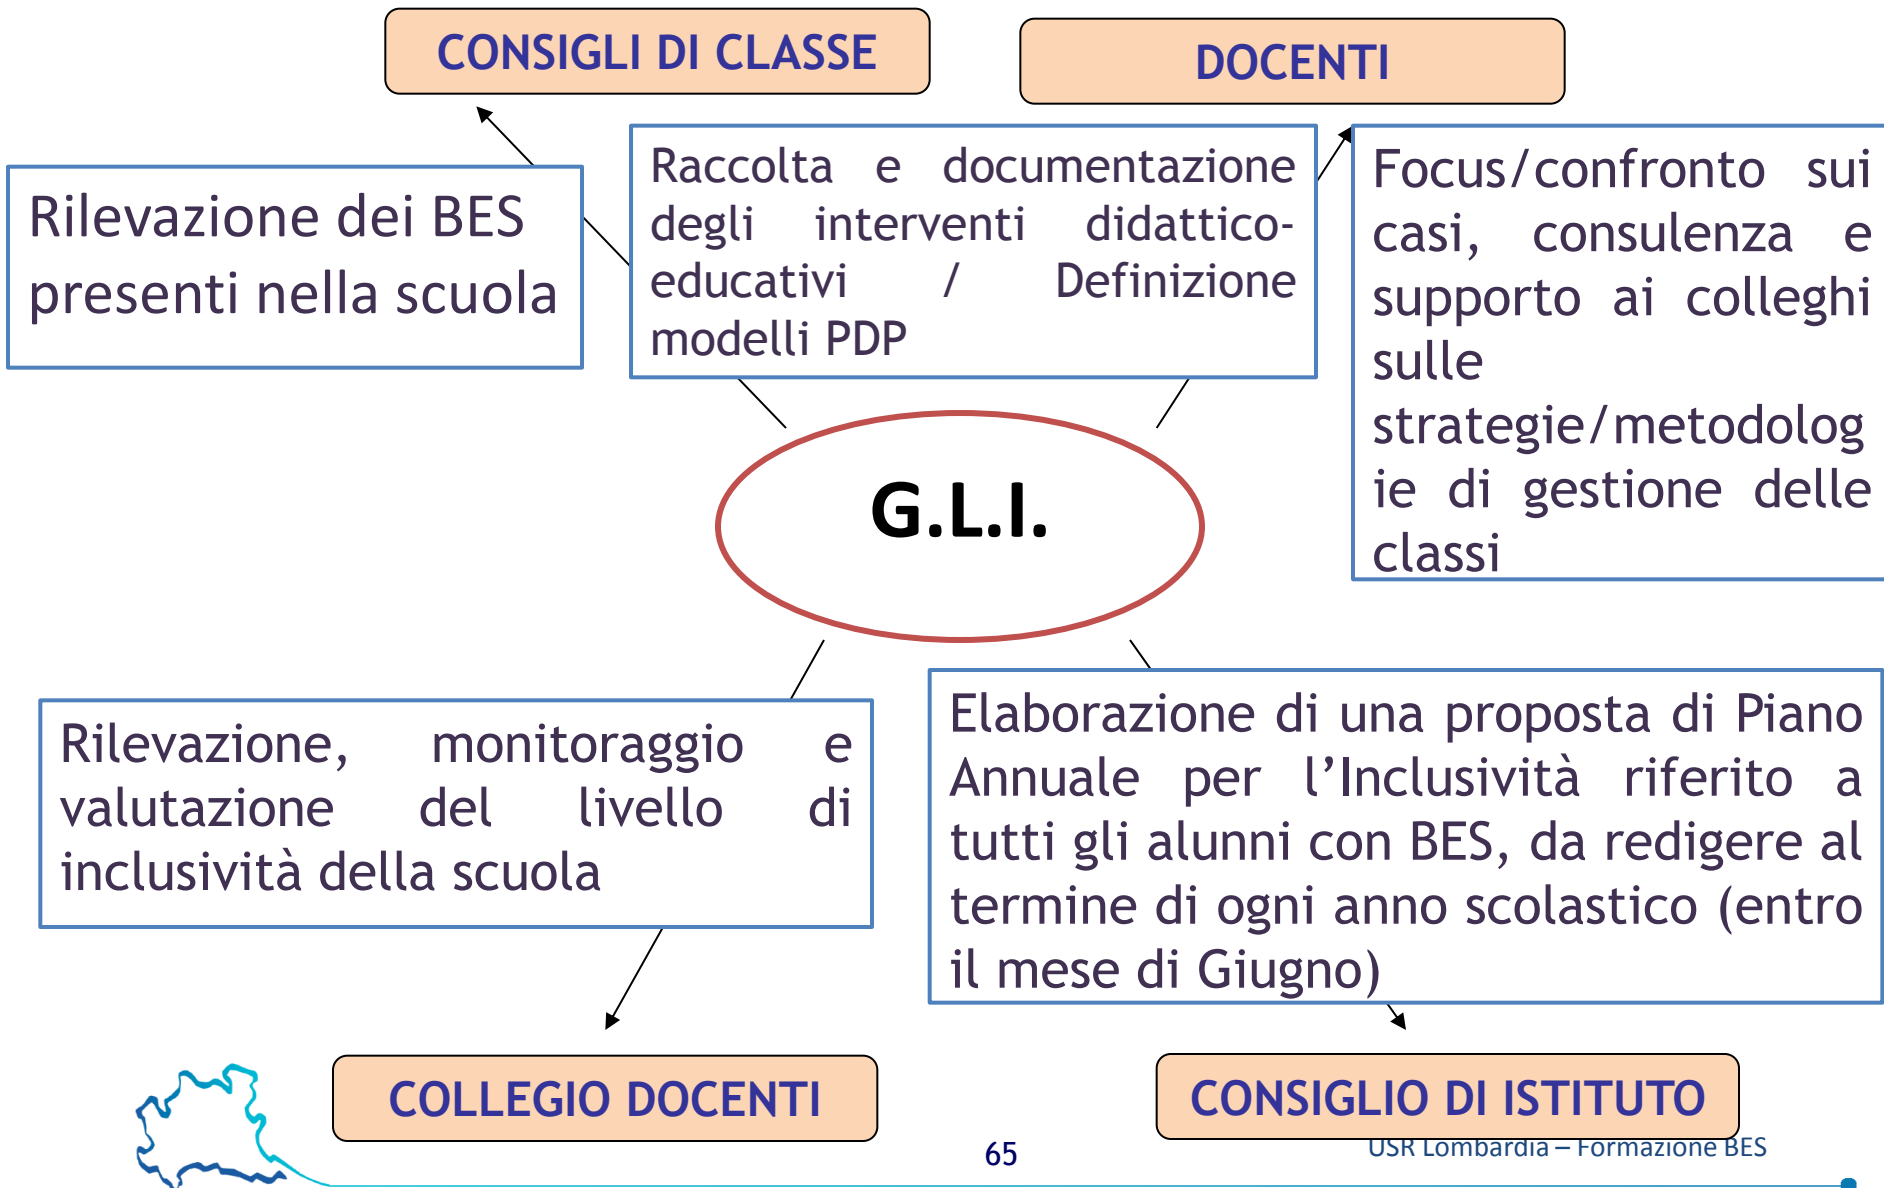 CONSIGLI DI CLASSE
DOCENTI
Rilevazione dei BES
presenti nella scuola
Raccolta e documentazione
degli interventi didattico-
educativi / Definizione
modelli PDP
Focus/confronto sui
casi, consulenza e
supporto ai colleghi
sulle
strategie/metodolog
ie di gestione delle
classi
G.L.I.
Rilevazione, monitoraggio e
valutazione del livello di
inclusività della scuola
Elaborazione di una proposta di Piano
Annuale per l’Inclusività riferito a
tutti gli alunni con BES, da redigere al
termine di ogni anno scolastico (entro
il mese di Giugno)
COLLEGIO DOCENTI
CONSIGLIO DI ISTITUTO
65
USR Lombardia – Formazione BES